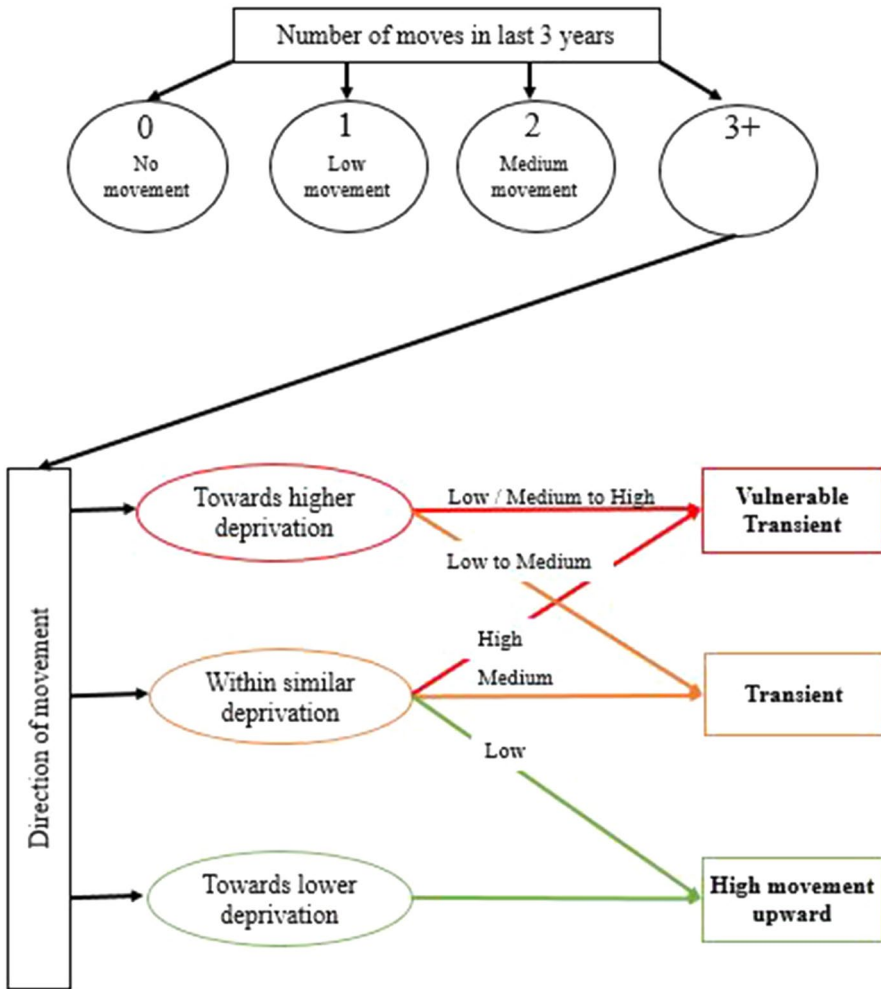 Number of moves in last 3 years
0
No
movement
1
Low
movement
2
Medium
movement
3+
Direction of movement
Towards higher
deprivation
Low / Medium to High
Vulnerable
Transient
Low to Medium
High
Within similar
deprivation
Medium
Transient
Low
Towards lower
deprivation
High movement
upward